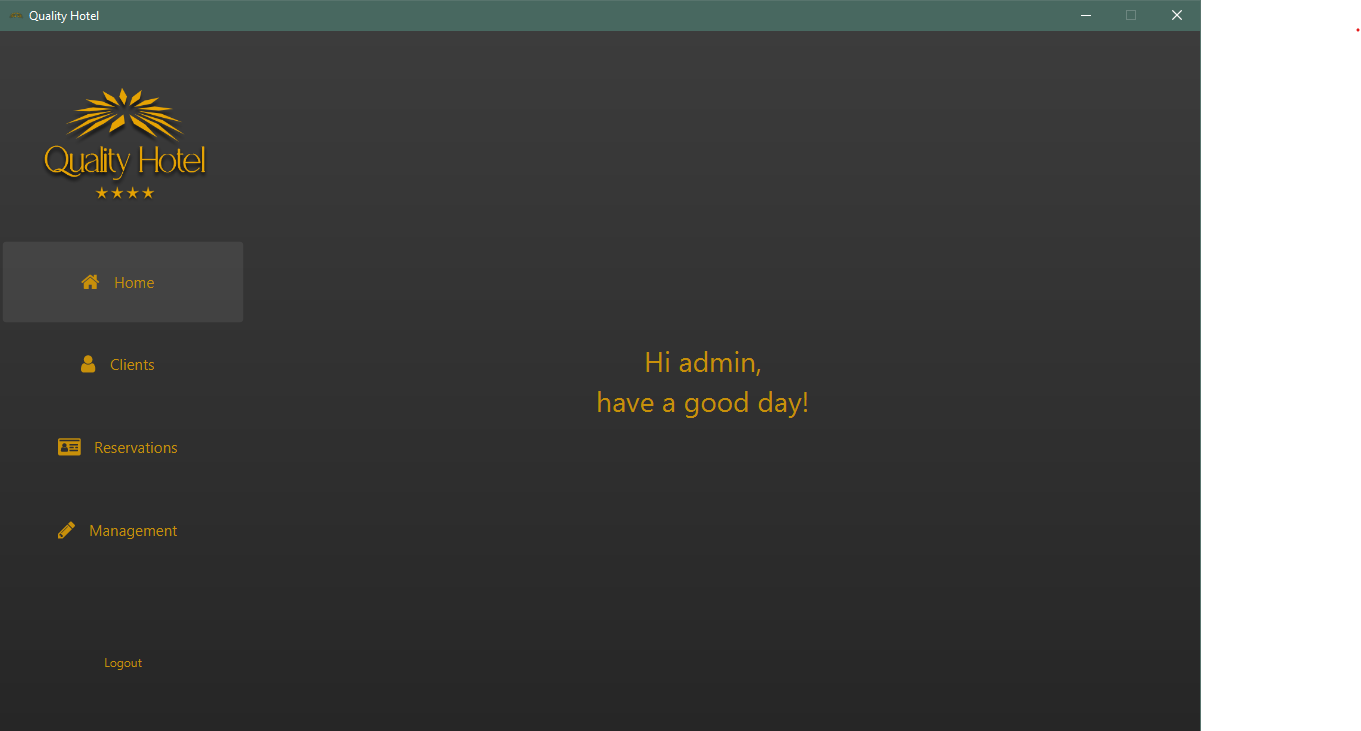 Quality Hotel
Quality Hotel
Home
Clients
Reservations
Management
Logout
Hi admin,
have a good day!